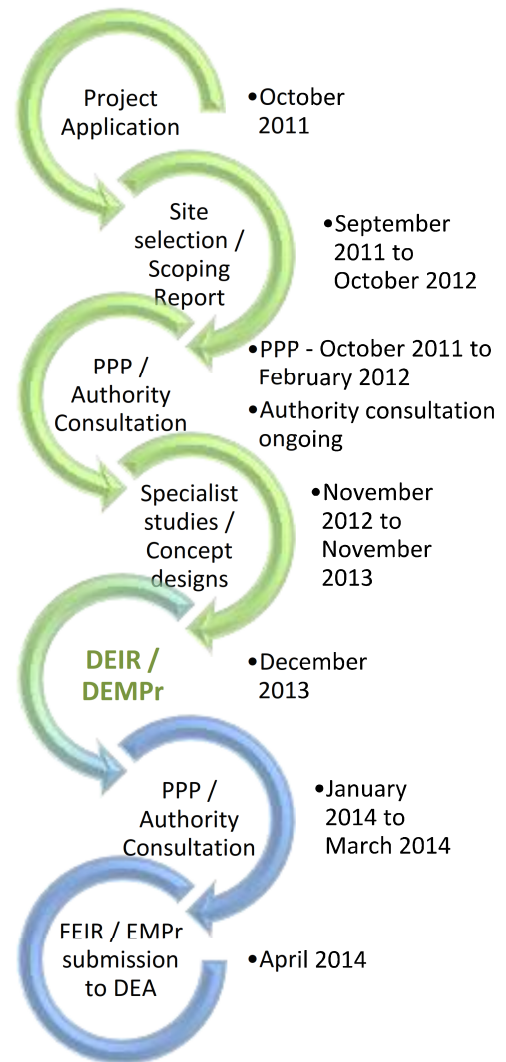 Project
Application
•October
2011
Site
selection /
Scoping
Report
•September
2011 to
October 2012
PPP /
Authority
Consultation
•PPP - October 2011 to
February 2012
•Authority consultation
ongoing
Specialist
studies /
Concept
designs
•November
2012 to
November
2013
DEIR /
DEMPr
•December
2013
PPP /
Authority
Consultation
•January
2014 to
March 2014
FEIR / EMPr
submission
to DEA
•April 2014